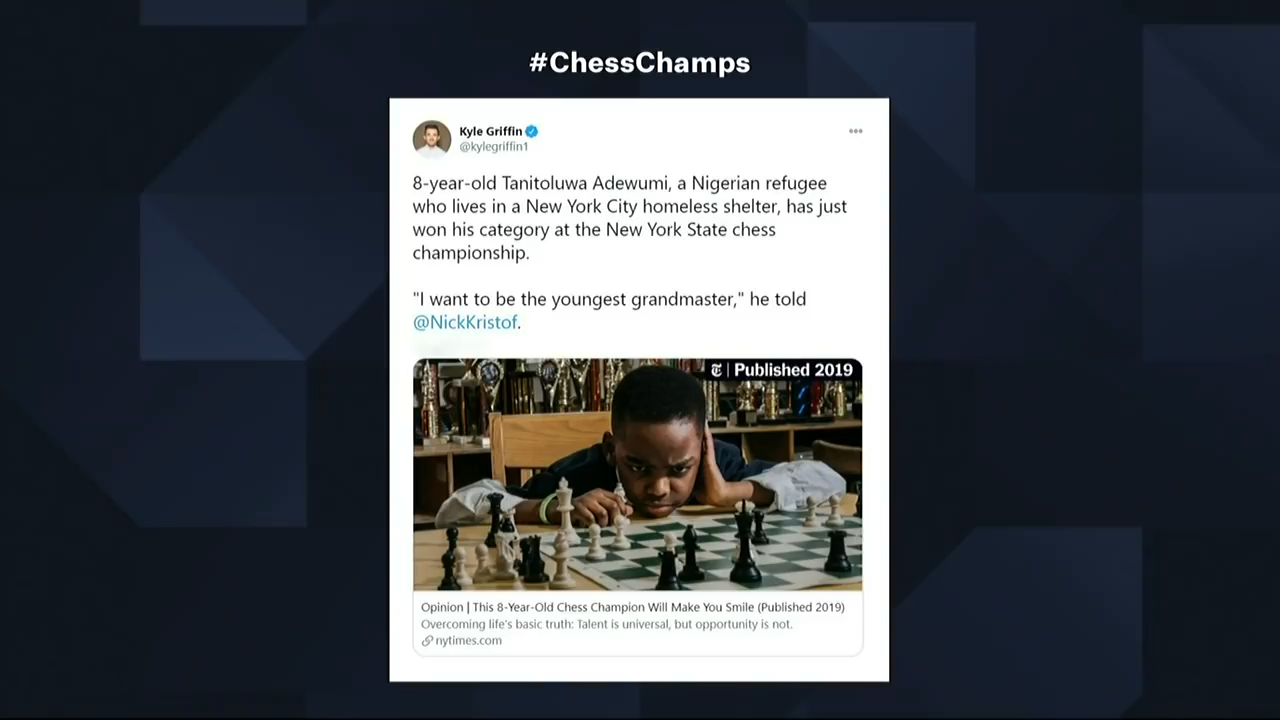 #ChessChamps
Kyle Griffin
@kylegriffin1
8-year-old Tanitoluwa Adewumi, a Nigerian refugee
who lives in a New York City homeless shelter, has just
won his category at the New York State chess
championship.
"I want to be the youngest grandmaster," he told
@NickKristof.
T | Published 2019
Opinion | This 8-Year-Old Chess Champion Will Make You Smile (Published 2019)
Overcoming life's basic truth: Talent is universal, but opportunity is not.
nytimes.com